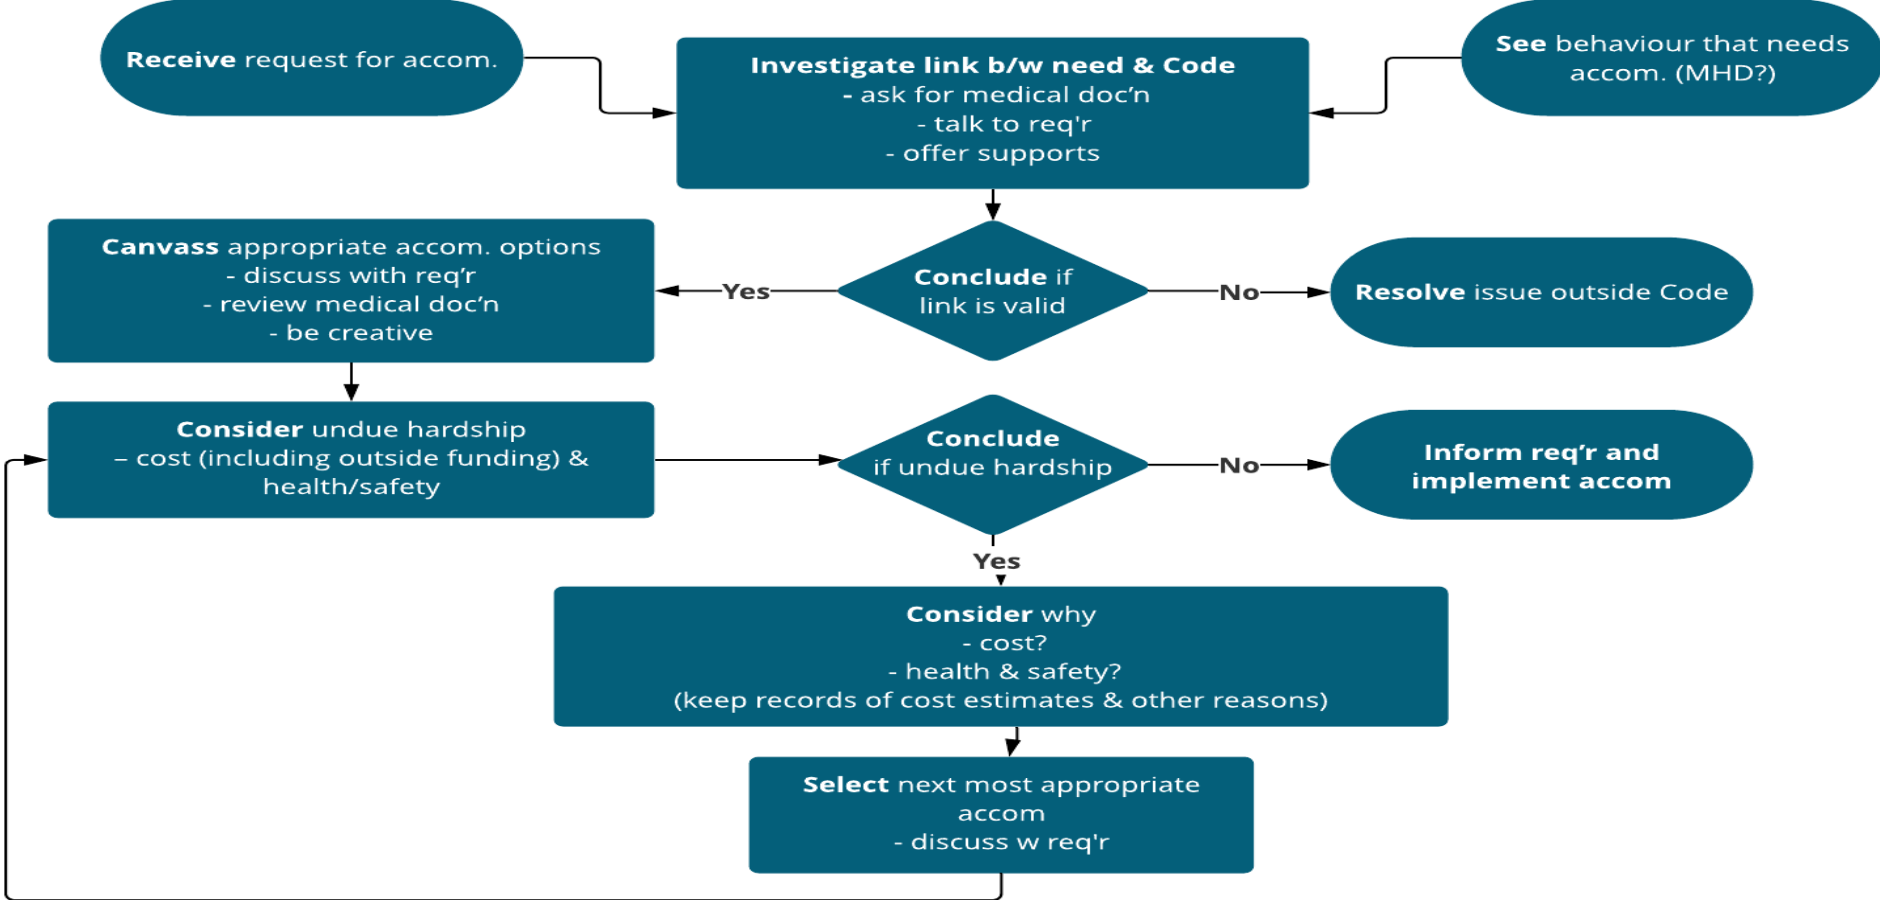 Receive request for accom.
Investigate link b/w need & Code
- ask for medical doc’n
- talk to req'r
- offer supports
See behaviour that needs
accom. (MHD?)
Conclude if
link is valid
Yes
No
Canvass appropriate accom. options
- discuss with req’r
- review medical doc’n
- be creative
Resolve issue outside Code
Consider undue hardship
– cost (including outside funding) &
health/safety
Conclude
if undue hardship
No
Inform req’r and
implement accom
Yes
Consider why
- cost?
- health & safety?
(keep records of cost estimates & other reasons)
Select next most appropriate
accom
- discuss w req'r